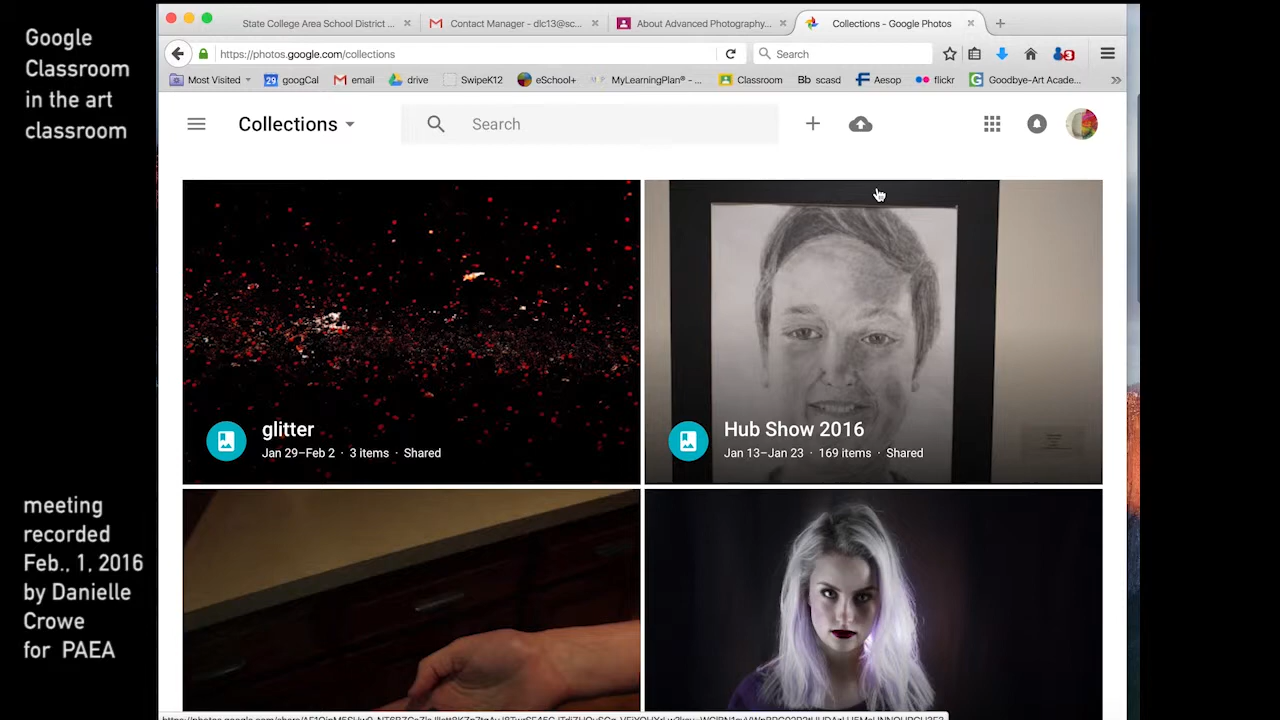 Google
Classroom
in the art
classroom
meeting
recorded
Feb., 1, 2016
by Danielle
Crowe
for PAEA
State College Area School District ...
Contact Manager - dlc13@sc...
About Advanced Photography...
Collections - Google Photos
https://photos.google.com/collections
Search
3
Most Visited
29 googCal
email
drive
SwipeK12
eSchool+
MyLearningPlan® - ...
Classroom
Bb scasd
Aesop
flickr
Goodbye-Art Acade...
Collections
Search
glitter
Jan 29–Feb 2 · 3 items · Shared
Hub Show 2016
Jan 13–Jan 23 · 169 items · Shared